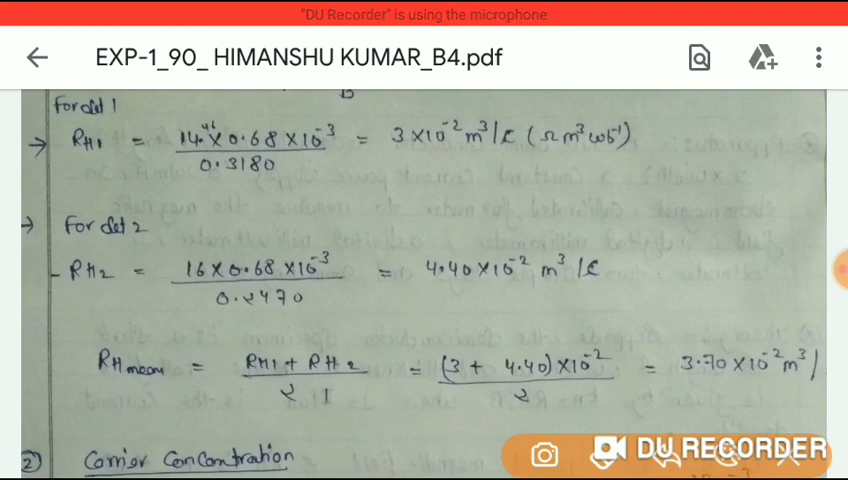 "DU Recorder" is using the microphone
EXP-1_90_ HIMANSHU KUMAR_B4.pdf
B
For det 1
→ RH1 = 14.46 × 0.68 × 10⁻³ / 0.3180 = 3 × 10⁻² m³/C (Ω m³ wb⁻¹)
→ For det 2
- RH2 = 16 × 0.68 × 10⁻³ / 0.2470 = 4.40 × 10⁻² m³/C
RH mean = RH1 + RH2 / 2 = (3 + 4.40) × 10⁻² / 2 = 3.70 × 10⁻² m³/
2) Carrier Concentration
DU RECORDER